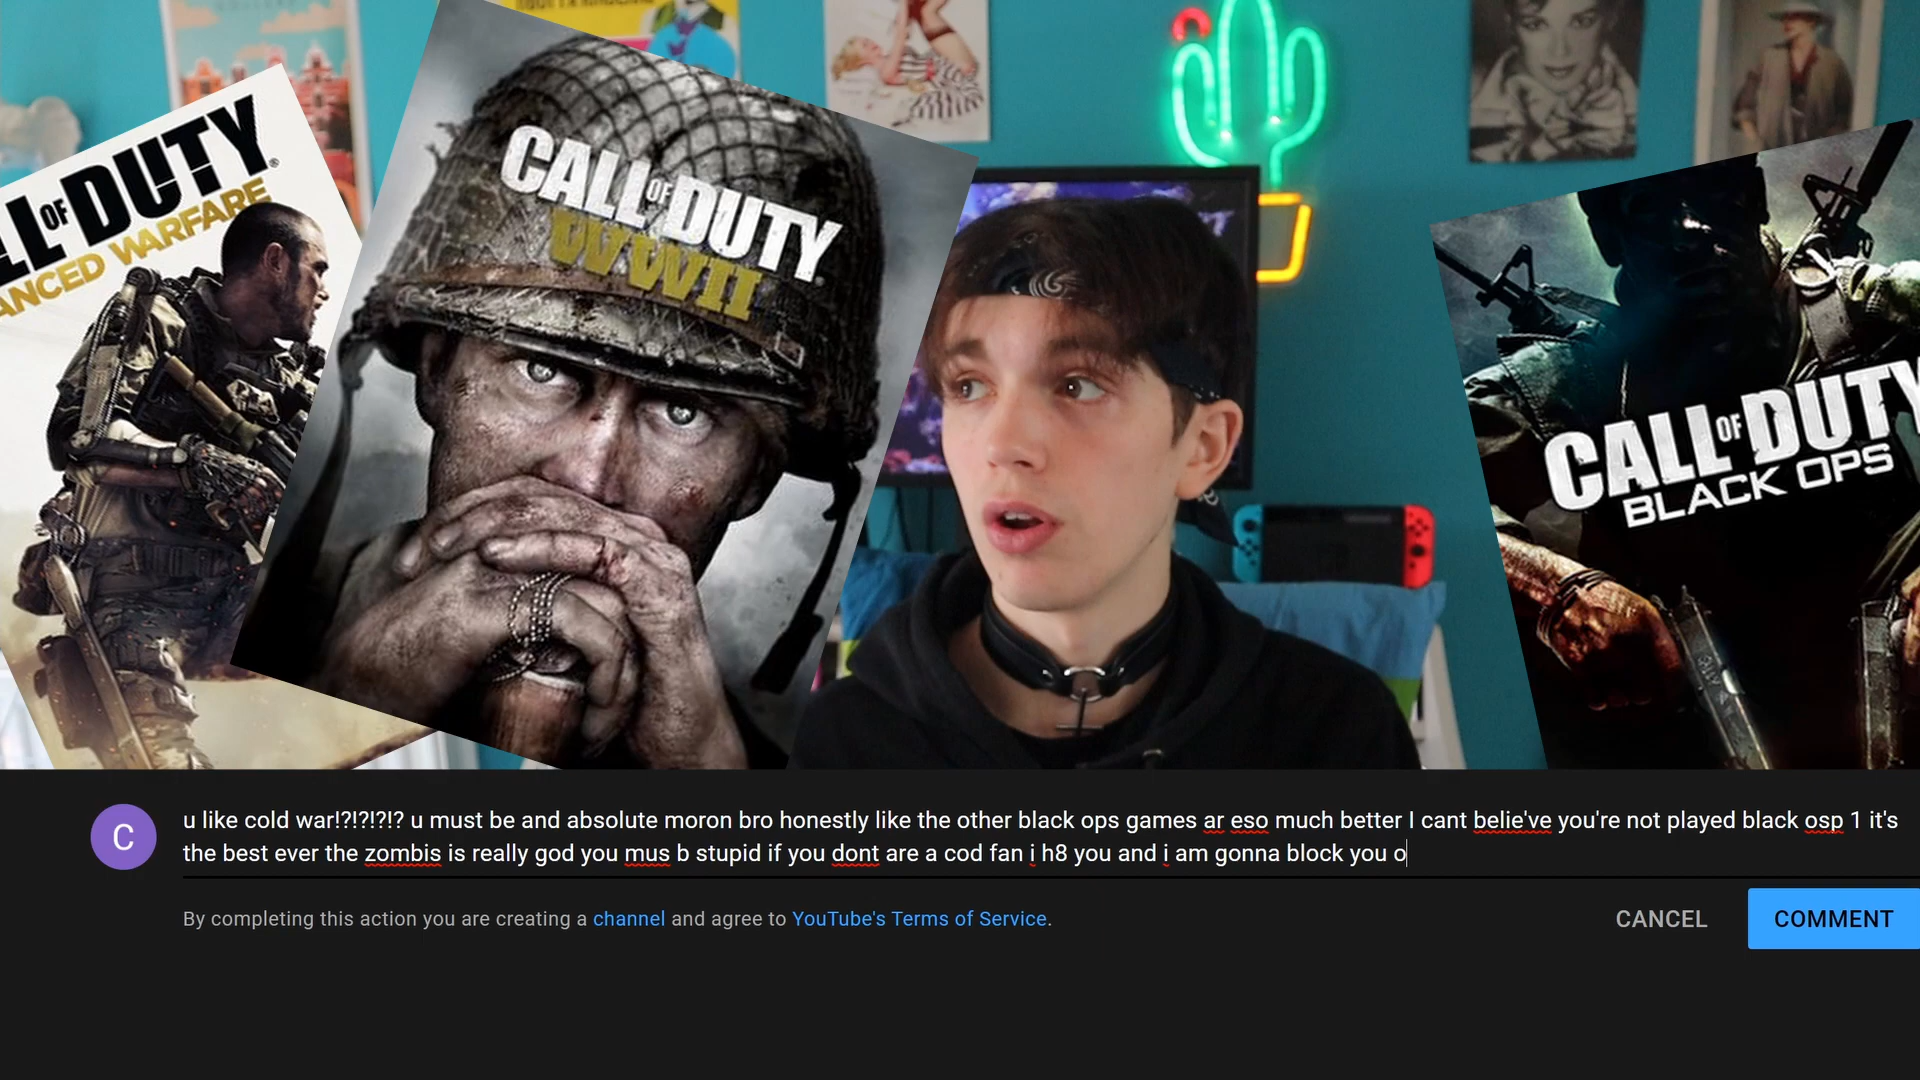 LL OF DUTY®
ANCED WARFARE
CALL OF DUTY
WWII
CALL OF DUTY
BLACK OPS
C
u like cold war!?!?!?!? u must be and absolute moron bro honestly like the other black ops games ar eso much better I cant belie've you're not played black osp 1 it's
the best ever the zombis is really god you mus b stupid if you dont are a cod fan i h8 you and i am gonna block you o
By completing this action you are creating a channel and agree to YouTube's Terms of Service.
CANCEL
COMMENT